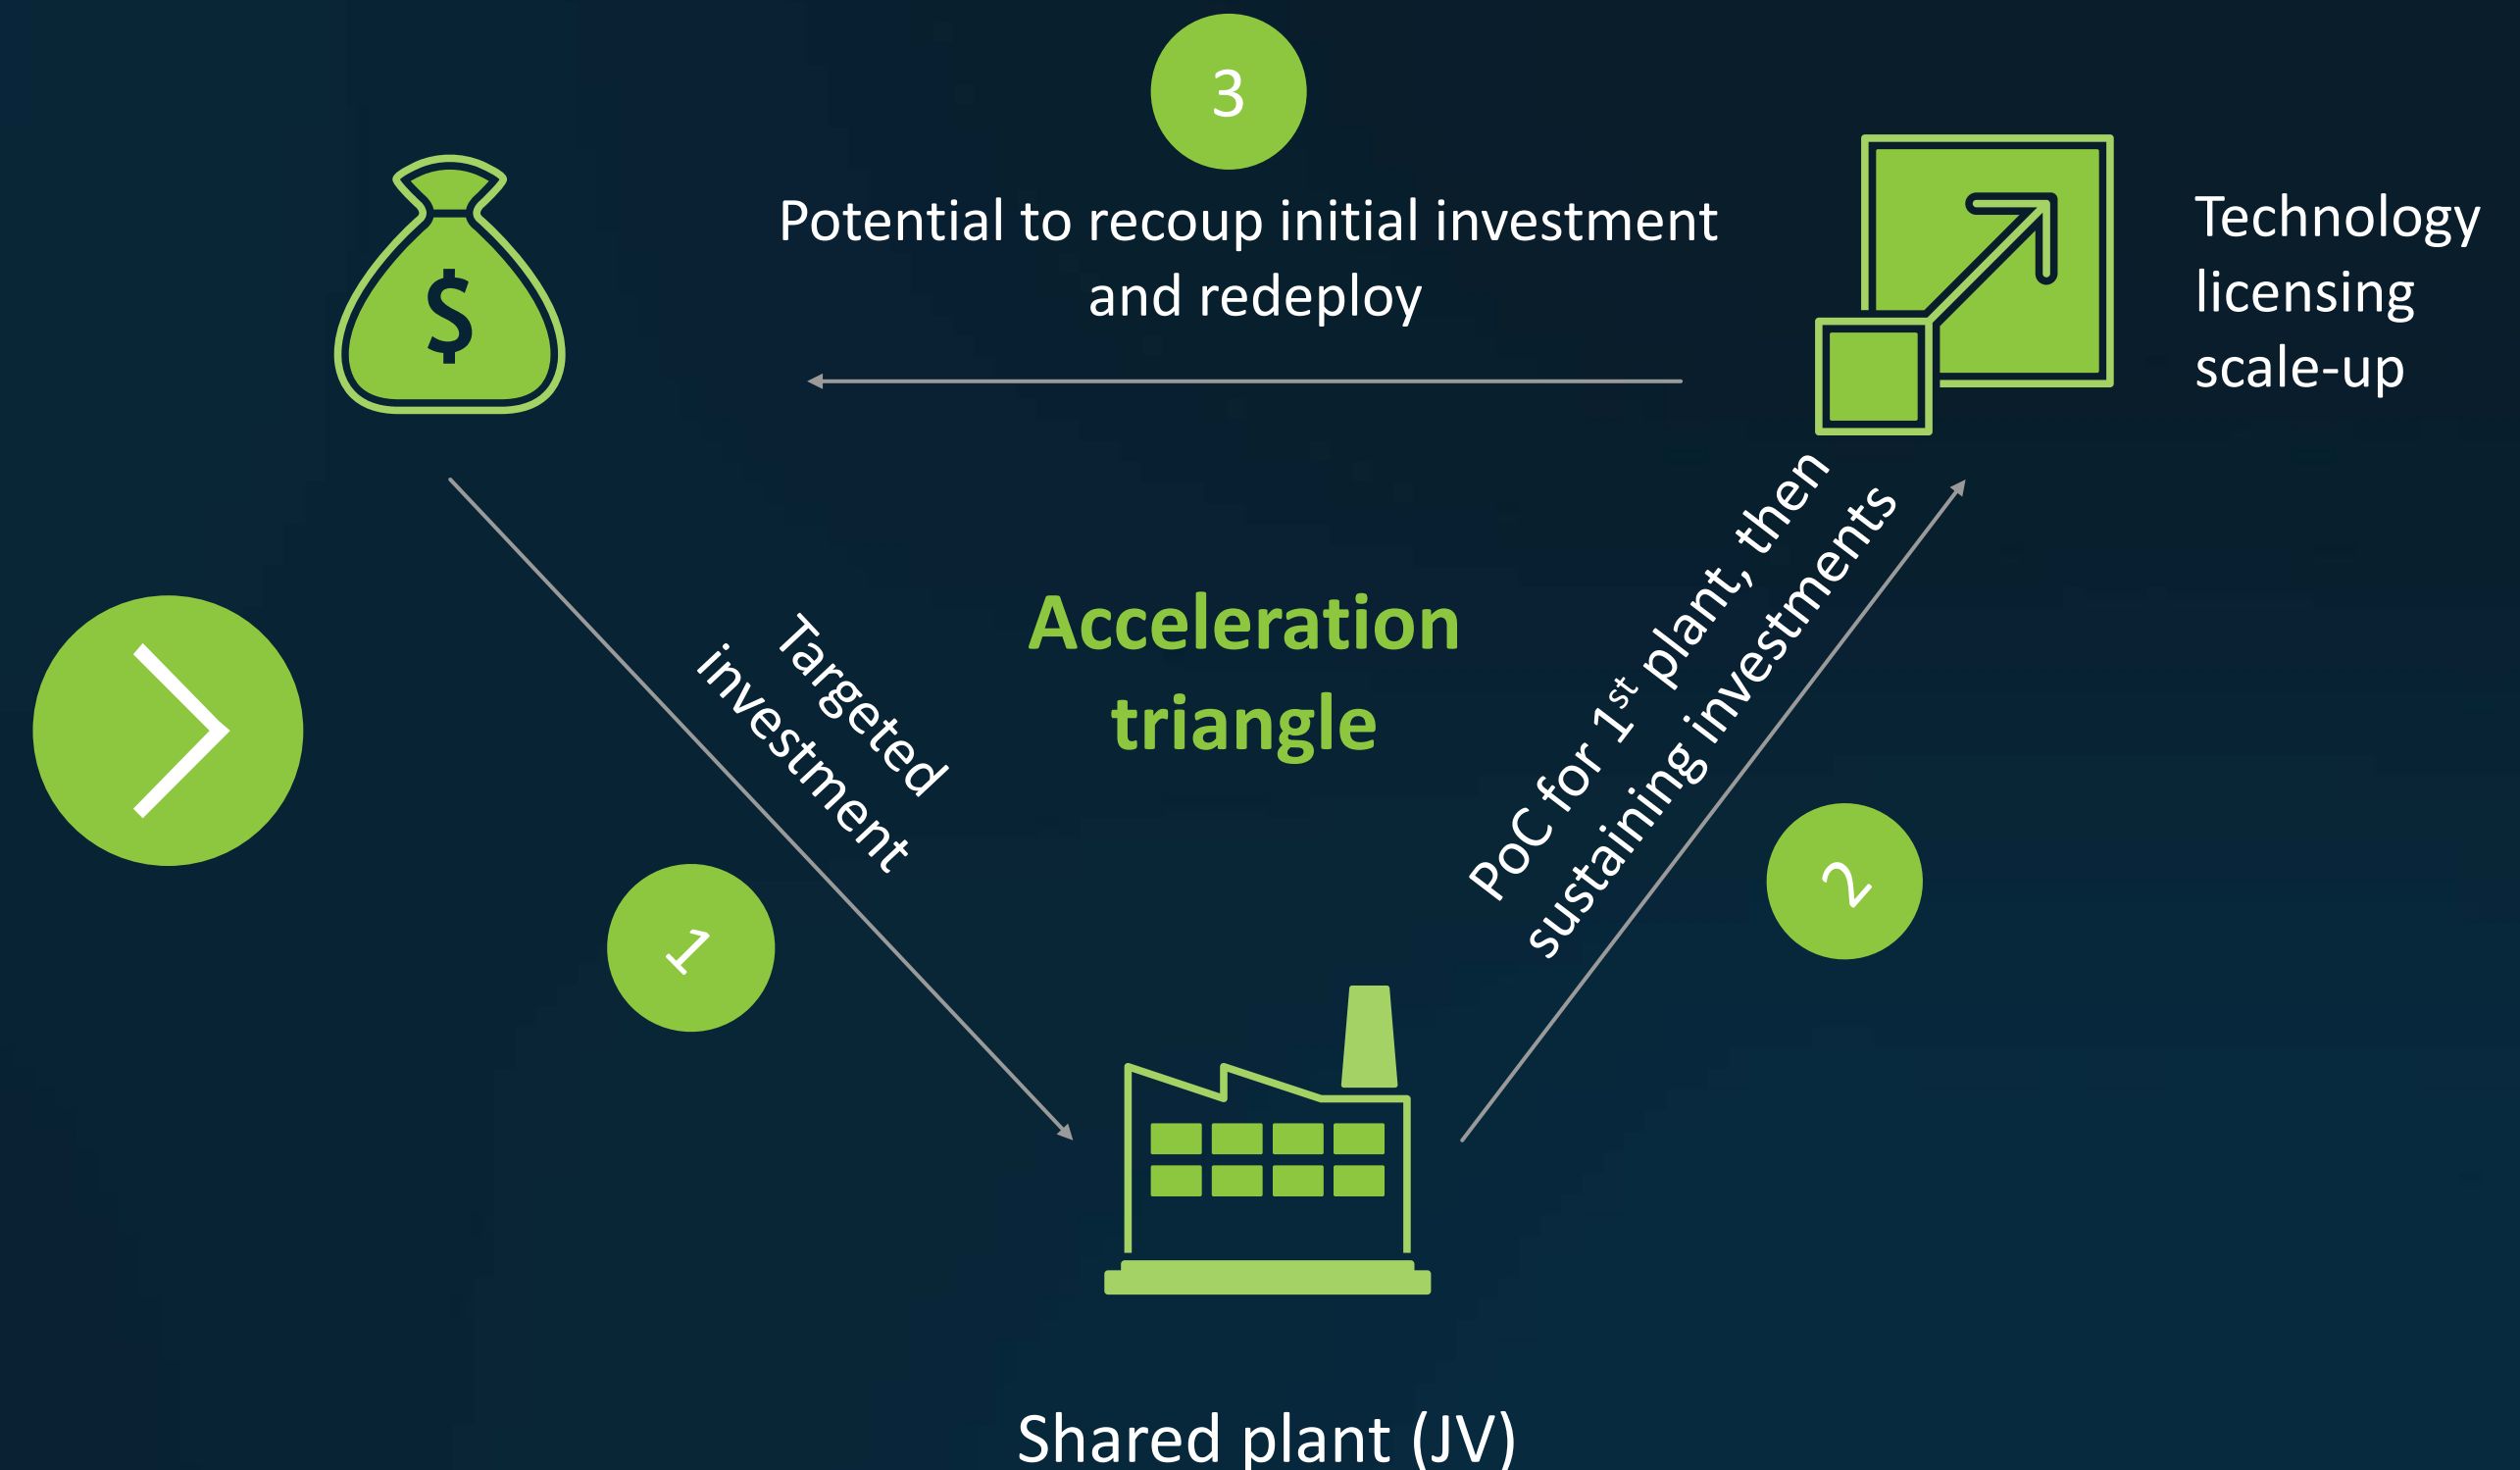 3
Potential to recoup initial investment
and redeploy
$
Technology
licensing
scale-up
Acceleration
triangle
Targeted
iinvestment
1
PoC for 1st plant, then
sustaining investments
2
Shared plant (JV)